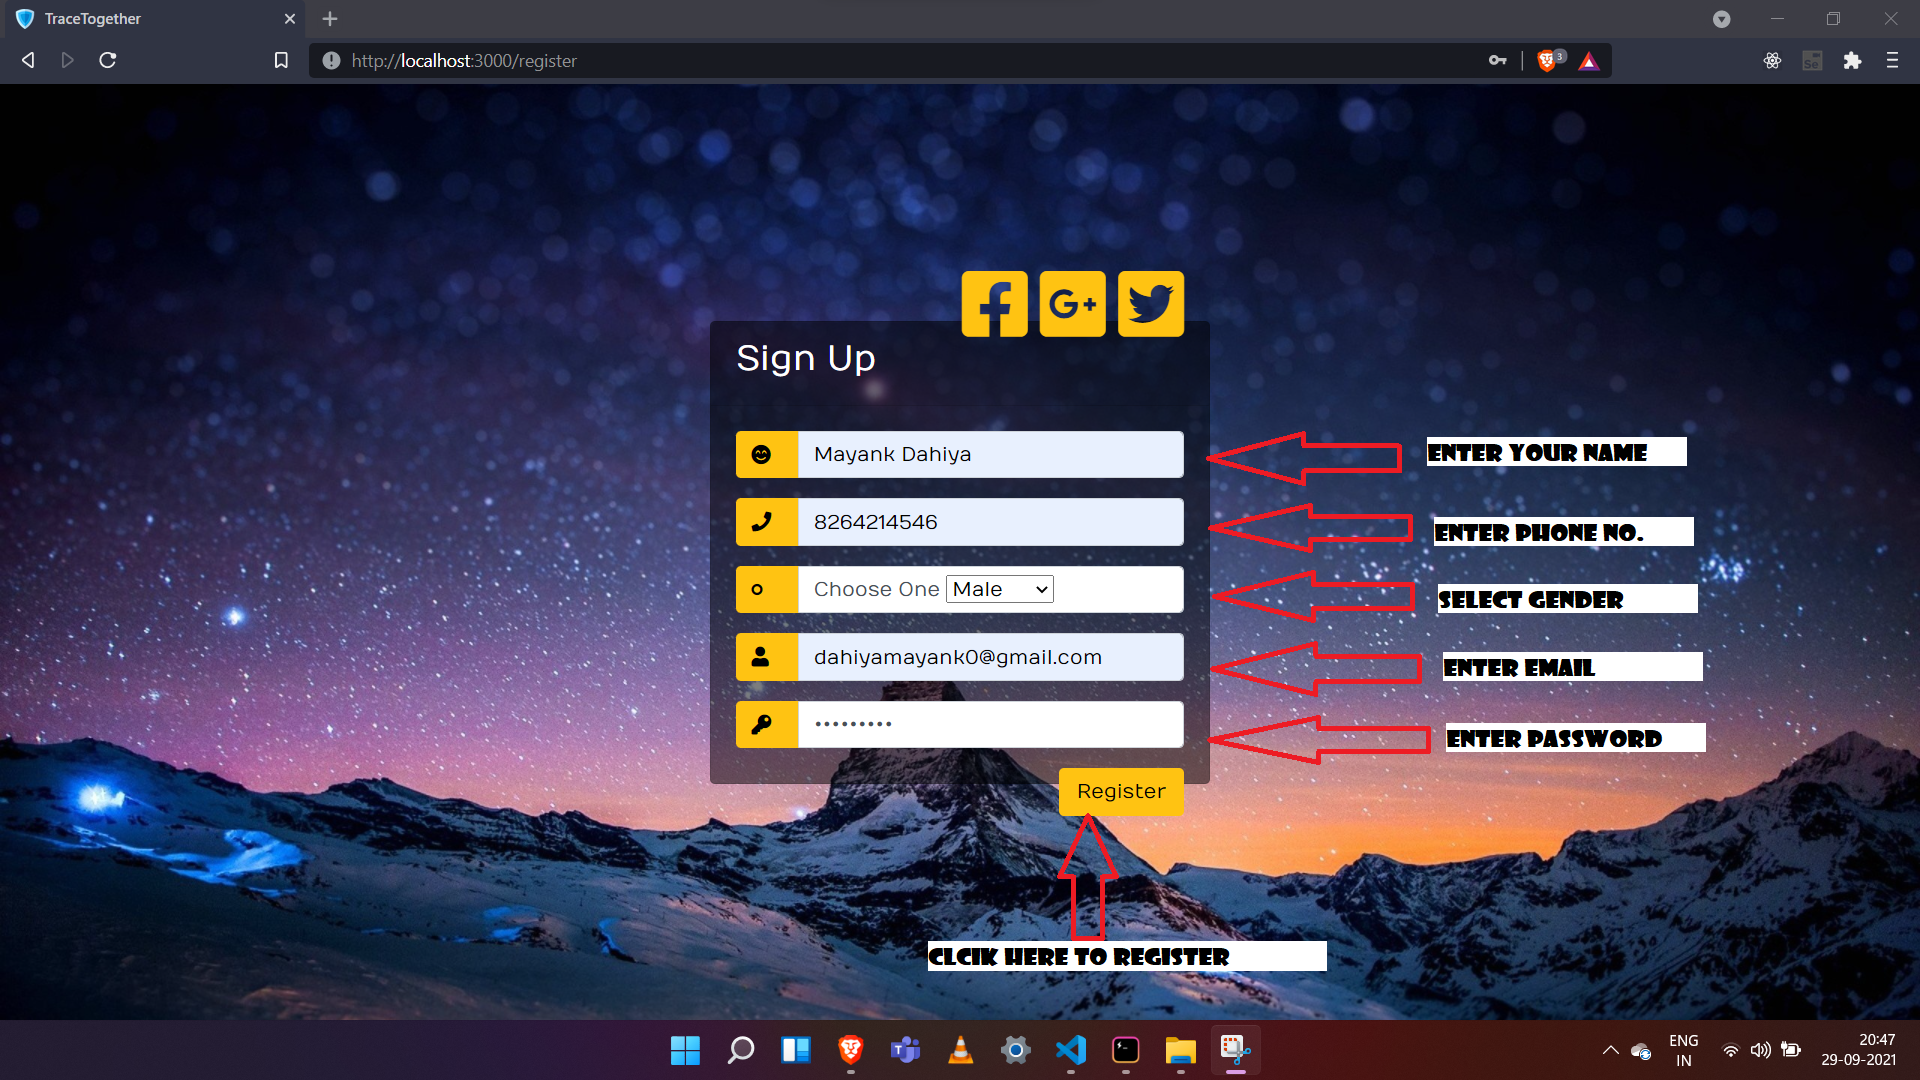 TraceTogether
http://localhost:3000/register
3
Se
Sign Up
Mayank Dahiya
ENTER YOUR NAME
8264214546
ENTER PHONE NO.
Choose One Male
SELECT GENDER
dahiyamayank0@gmail.com
ENTER EMAIL
•••••••••
ENTER PASSWORD
Register
CLCIK HERE TO REGISTER
ENG
IN
20:47
29-09-2021